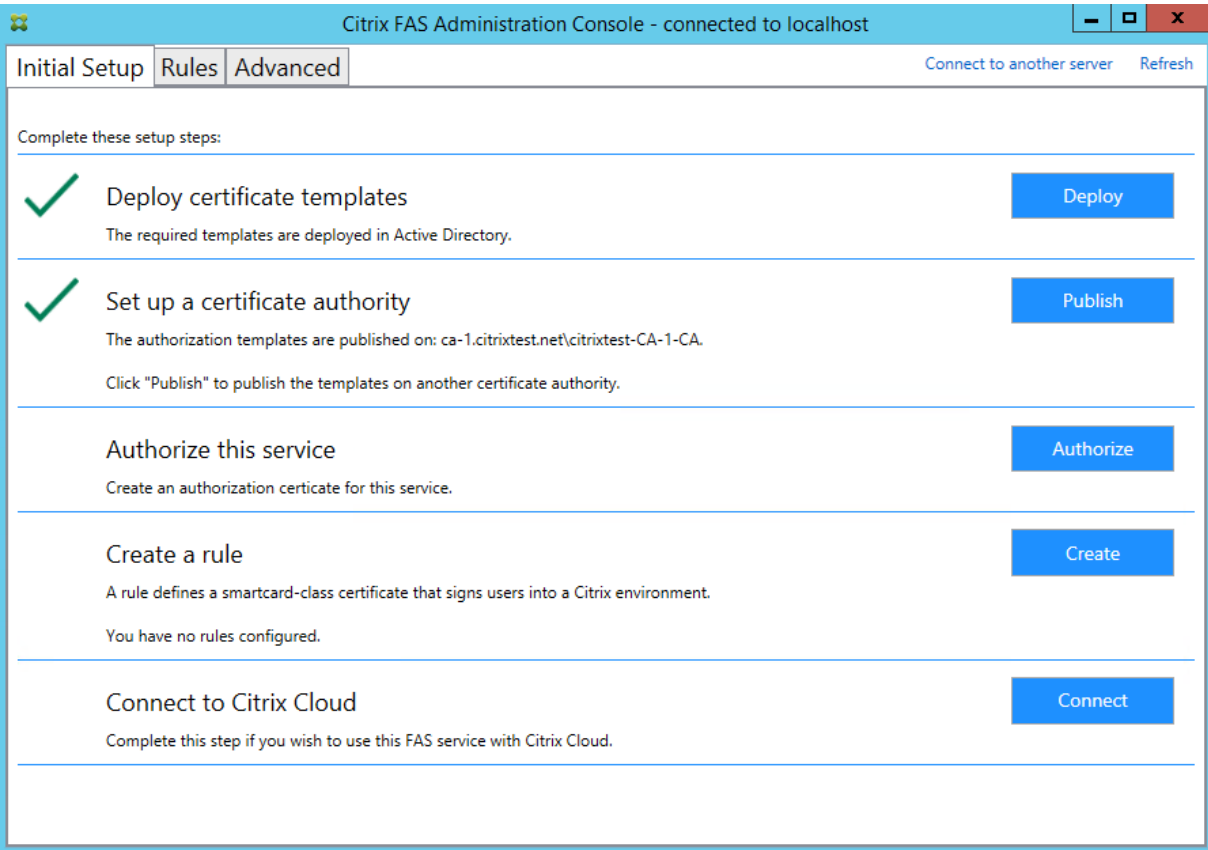 Citrix FAS Administration Console - connected to localhost
Initial Setup Rules Advanced Connect to another server Refresh
Complete these setup steps:
Deploy certificate templates
Deploy
The required templates are deployed in Active Directory.
Set up a certificate authority
Publish
The authorization templates are published on: ca-1.citrixtest.net\citrixtest-CA-1-CA.
Click "Publish" to publish the templates on another certificate authority.
Authorize this service
Authorize
Create an authorization certicate for this service.
Create a rule
Create
A rule defines a smartcard-class certificate that signs users into a Citrix environment.
You have no rules configured.
Connect to Citrix Cloud
Connect
Complete this step if you wish to use this FAS service with Citrix Cloud.